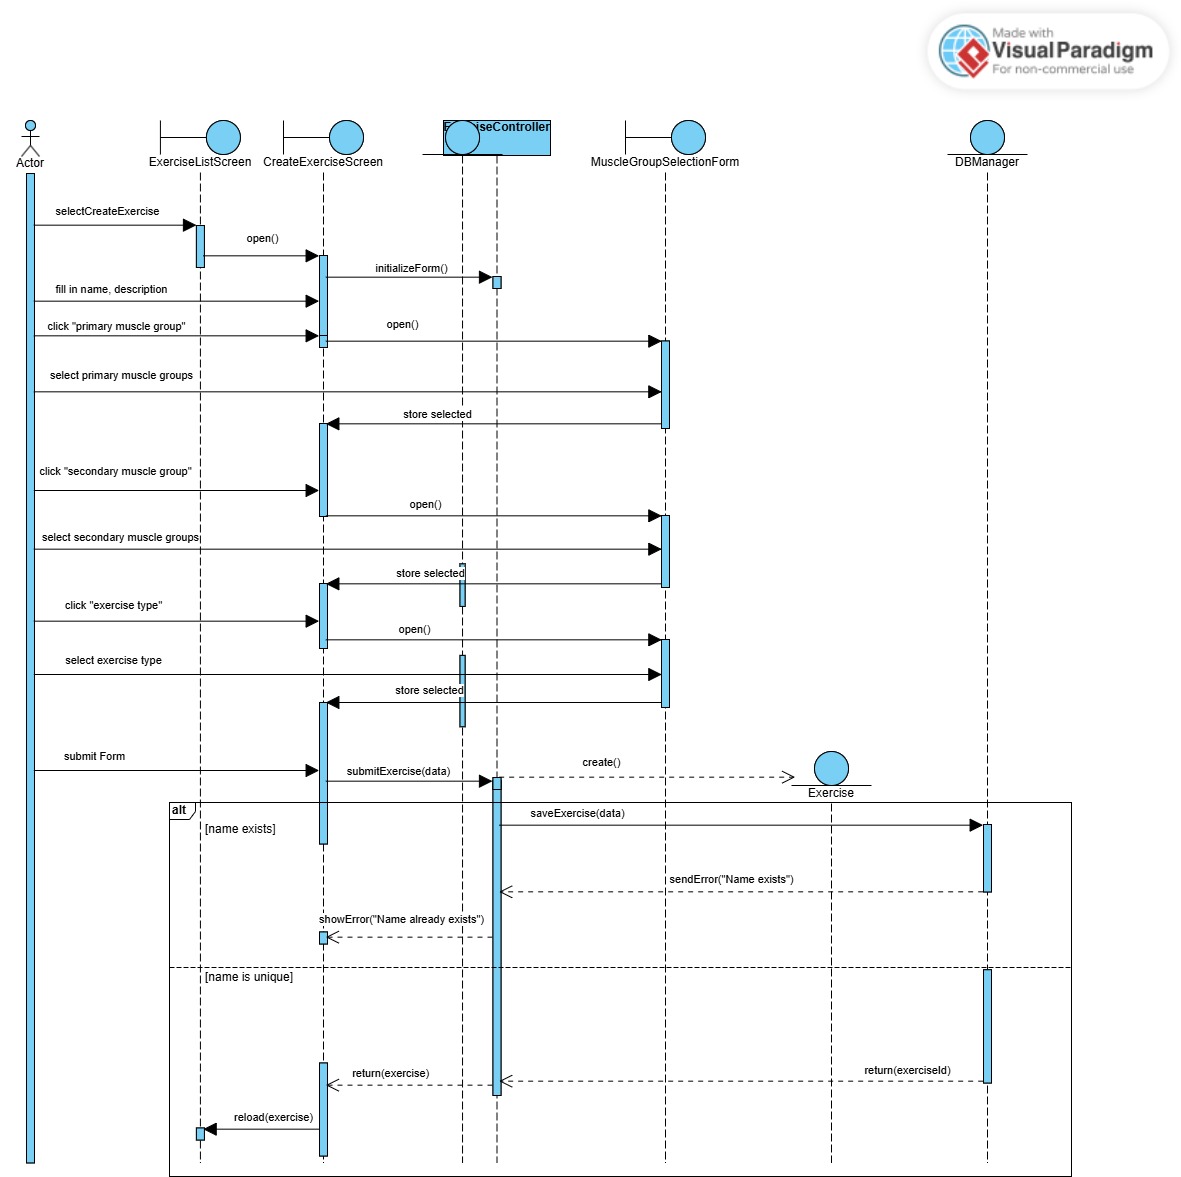 Made with
Visual Paradigm
For non-commercial use
Actor
ExerciseListScreen
CreateExerciseScreen
MuscleGroupSelectionForm
DBManager
selectCreateExercise
open()
initializeForm()
fill in name, description
click "primary muscle group"
open()
select primary muscle groups
store selected
click "secondary muscle group"
open()
select secondary muscle groups
store selected
click "exercise type"
open()
select exercise type
store selected
submit Form
submitExercise(data)
create()
Exercise
alt
[name exists]
saveExercise(data)
sendError("Name exists")
showError("Name already exists")
[name is unique]
return(exerciseId)
return(exercise)
reload(exercise)